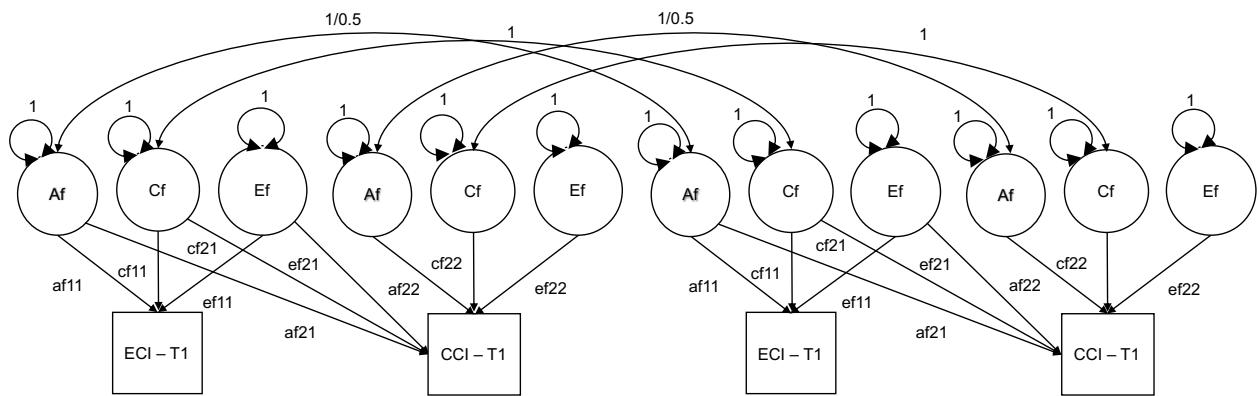 1/0.5
1/0.5
1
1
1
1
1
1
1
1
1
1
1
1
1
1
Af
Cf
Ef
Af
Cf
Ef
Af
Cf
Ef
Af
Cf
Ef
af11
cf11
cf21
ef11
ef21
af21
af22
cf22
ef22
af11
cf11
cf21
ef11
ef21
af21
af22
cf22
ef22
ECI – T1
CCI – T1
ECI – T1
CCI – T1